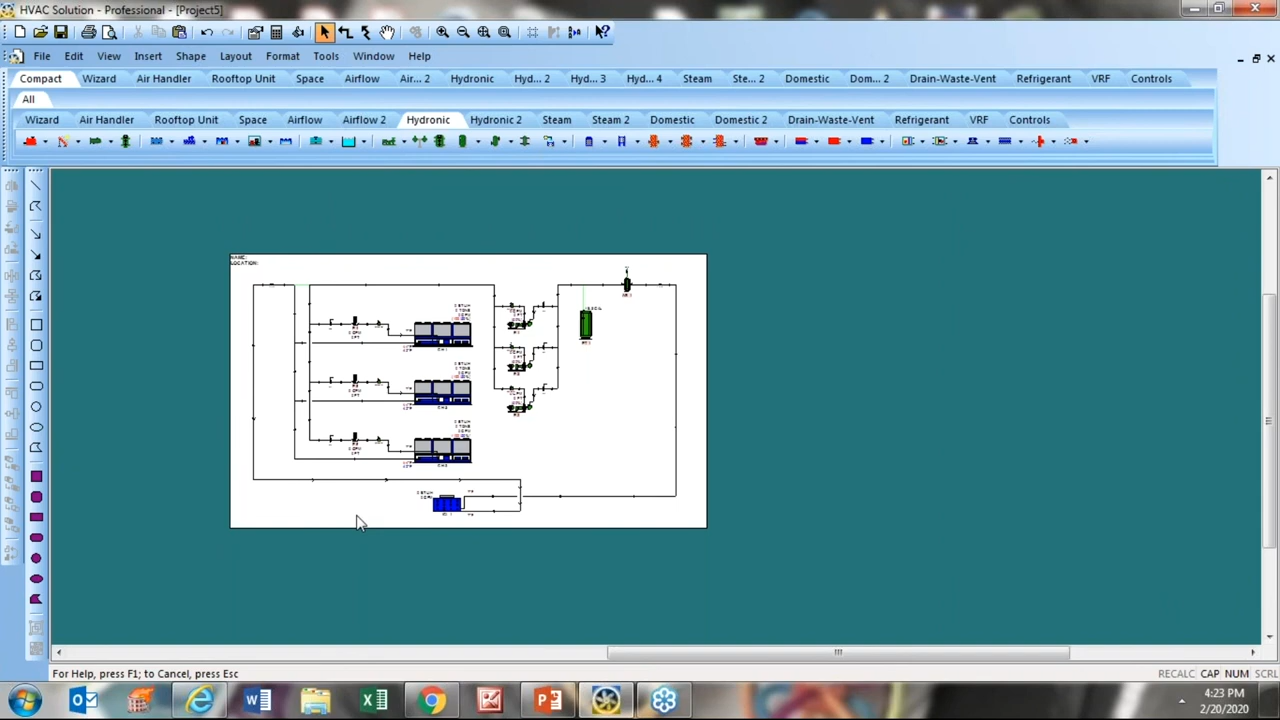 HVAC Solution - Professional - [Project5]
File Edit View Insert Shape Layout Format Tools Window Help
Compact Wizard Air Handler Rooftop Unit Space Airflow Air... 2 Hydronic Hyd... 2 Hyd... 3 Hyd... 4 Steam Ste... 2 Domestic Dom... 2 Drain-Waste-Vent Refrigerant VRF Controls
All
Wizard Air Handler Rooftop Unit Space Airflow Airflow 2 Hydronic Hydronic 2 Steam Steam 2 Domestic Domestic 2 Drain-Waste-Vent Refrigerant VRF Controls
NAME:
LOCATION:
For Help, press F1; to Cancel, press Esc
RECALC CAP NUM SCRL
4:23 PM
2/20/2020